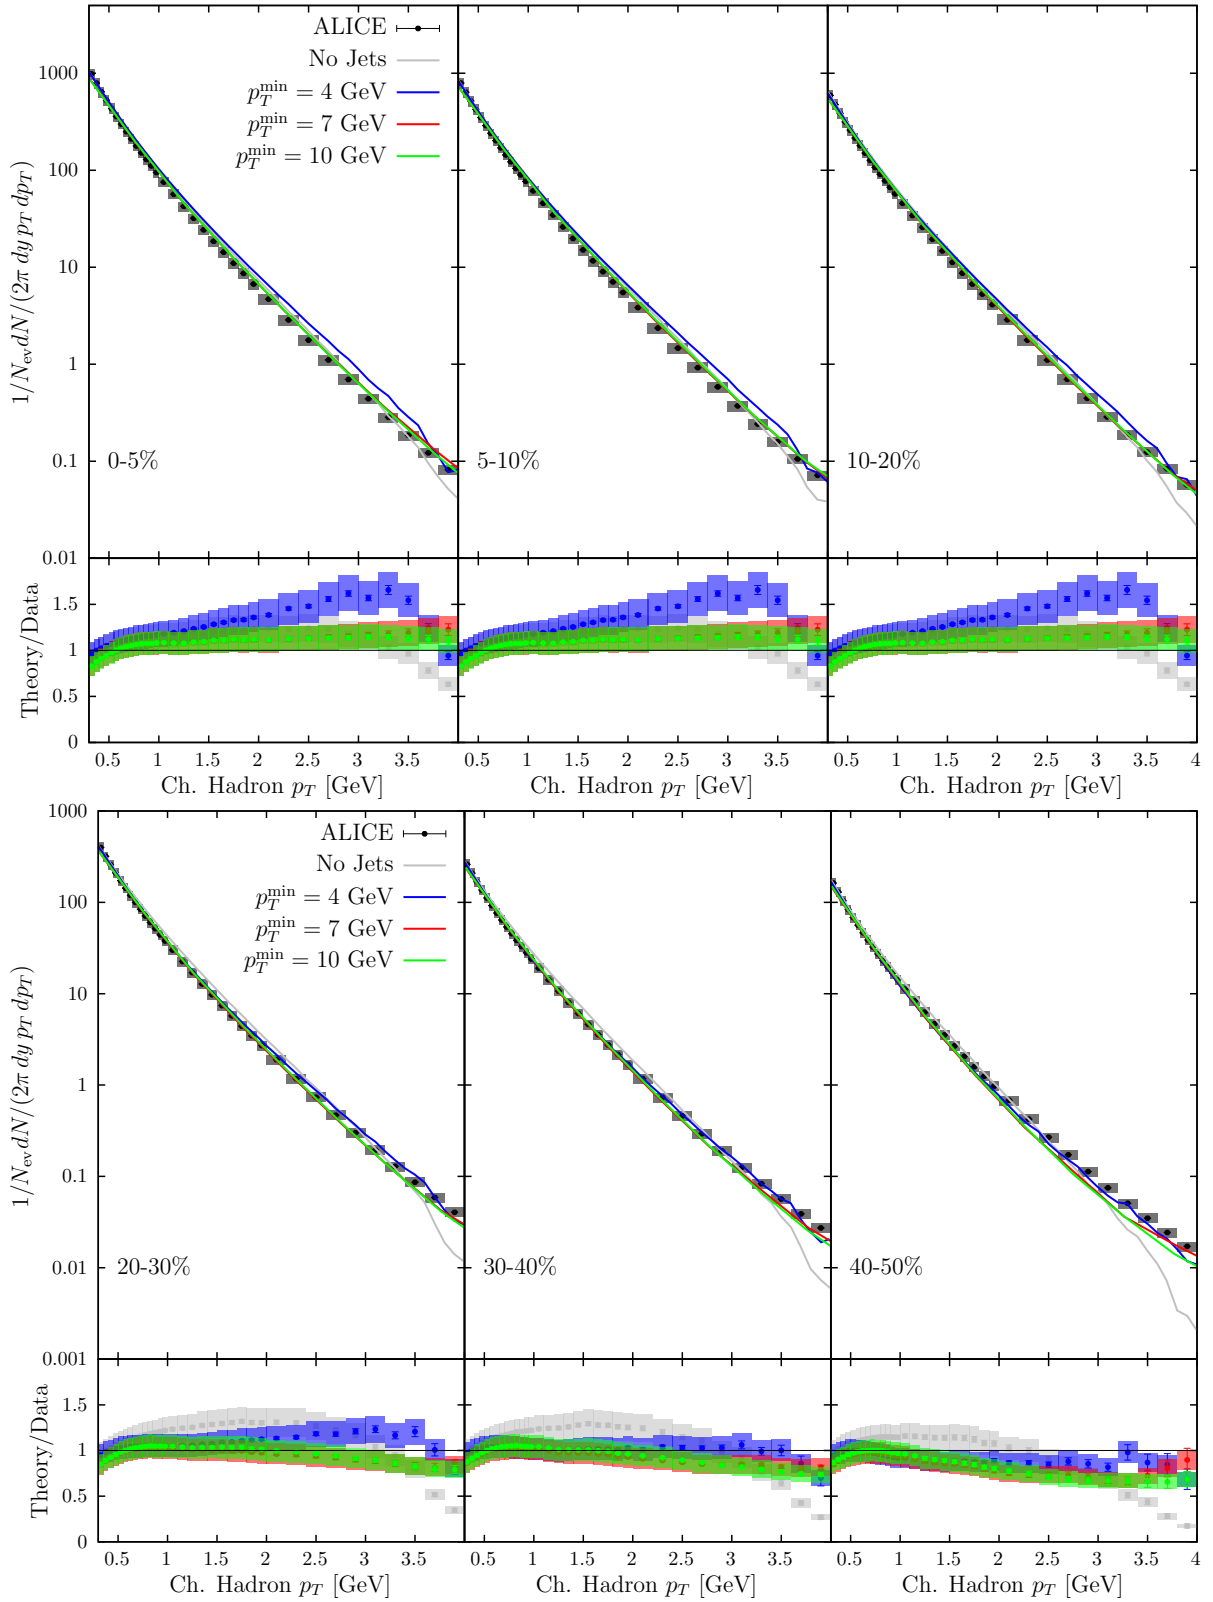 ALICE
No Jets
p_T^min = 4 GeV
p_T^min = 7 GeV
p_T^min = 10 GeV
1/N_ev dN/(2π dy p_T dp_T)
1000
100
10
1
0.1
0.01
0-5%
5-10%
10-20%
Theory/Data
1.5
1
0.5
0
0.5 1 1.5 2 2.5 3 3.5
0.5 1 1.5 2 2.5 3 3.5
0.5 1 1.5 2 2.5 3 3.5 4
Ch. Hadron p_T [GeV]
Ch. Hadron p_T [GeV]
Ch. Hadron p_T [GeV]
ALICE
No Jets
p_T^min = 4 GeV
p_T^min = 7 GeV
p_T^min = 10 GeV
1/N_ev dN/(2π dy p_T dp_T)
1000
100
10
1
0.1
0.01
0.001
20-30%
30-40%
40-50%
Theory/Data
1.5
1
0.5
0
0.5 1 1.5 2 2.5 3 3.5
0.5 1 1.5 2 2.5 3 3.5
0.5 1 1.5 2 2.5 3 3.5 4
Ch. Hadron p_T [GeV]
Ch. Hadron p_T [GeV]
Ch. Hadron p_T [GeV]